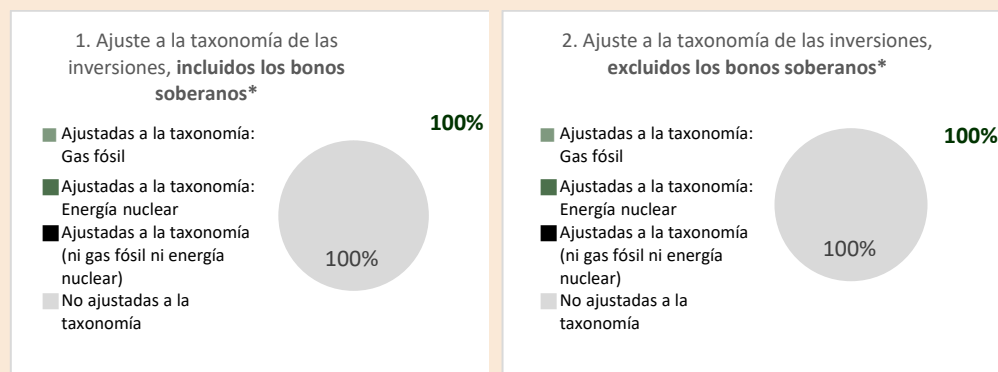 1. Ajuste a la taxonomía de las
inversiones, incluidos los bonos
soberanos*
100%
Ajustadas a la taxonomía:
Gas fósil
Ajustadas a la taxonomía:
Energía nuclear
Ajustadas a la taxonomía
(ni gas fósil ni energía
nuclear)
No ajustadas a la
taxonomía
100%
2. Ajuste a la taxonomía de las inversiones,
excluidos los bonos soberanos*
100%
Ajustadas a la taxonomía:
Gas fósil
Ajustadas a la taxonomía:
Energía nuclear
Ajustadas a la taxonomía
(ni gas fósil ni energía
nuclear)
No ajustadas a la
taxonomía
100%